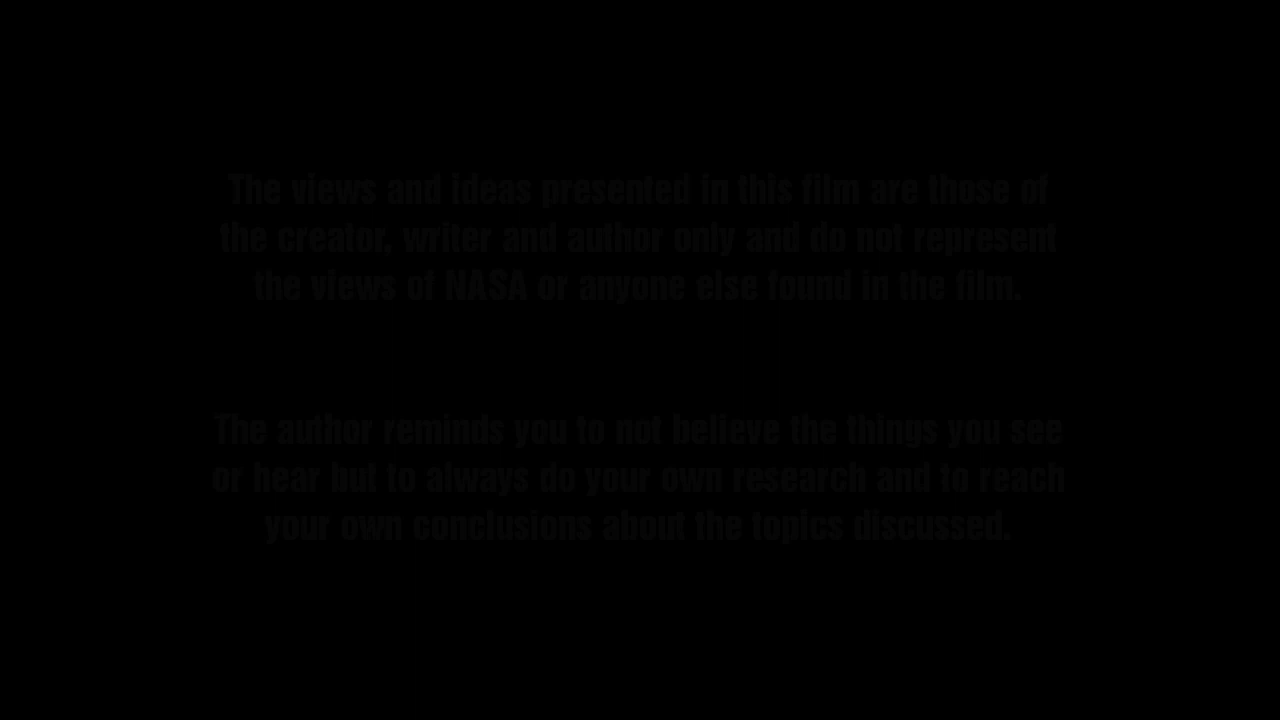 The views and ideas presented in this film are those of
the creator, writer and author only and do not represent
the views of NASA or anyone else found in the film.
The author reminds you to not believe the things you see
or hear but to always do your own research and to reach
your own conclusions about the topics discussed.